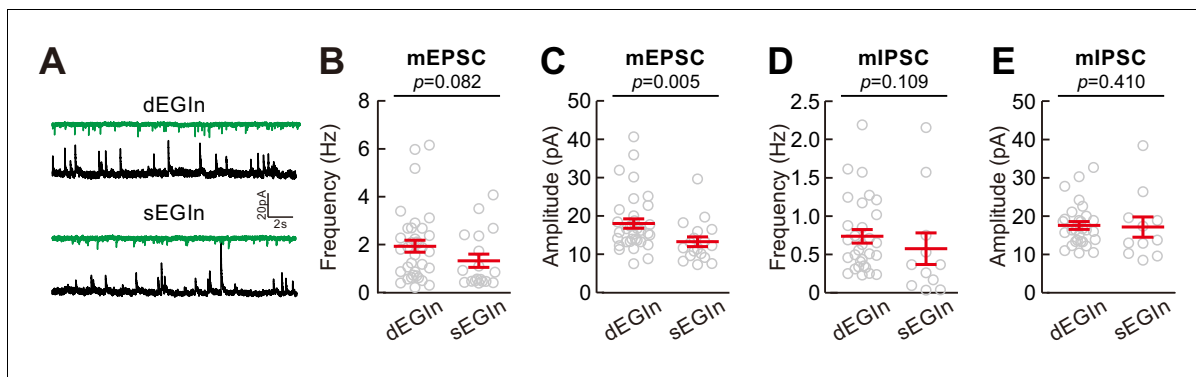 A
dEGIn
sEGIn
20pA
2s
B
mEPSC
p=0.082
Frequency (Hz)
8
6
4
2
0
dEGIn
sEGIn
C
mEPSC
p=0.005
Amplitude (pA)
50
40
30
20
10
0
dEGIn
sEGIn
D
mIPSC
p=0.109
Frequency (Hz)
2.5
2.0
1.5
1.0
0.5
0
dEGIn
sEGIn
E
mIPSC
p=0.410
Amplitude (pA)
50
40
30
20
10
0
dEGIn
sEGIn